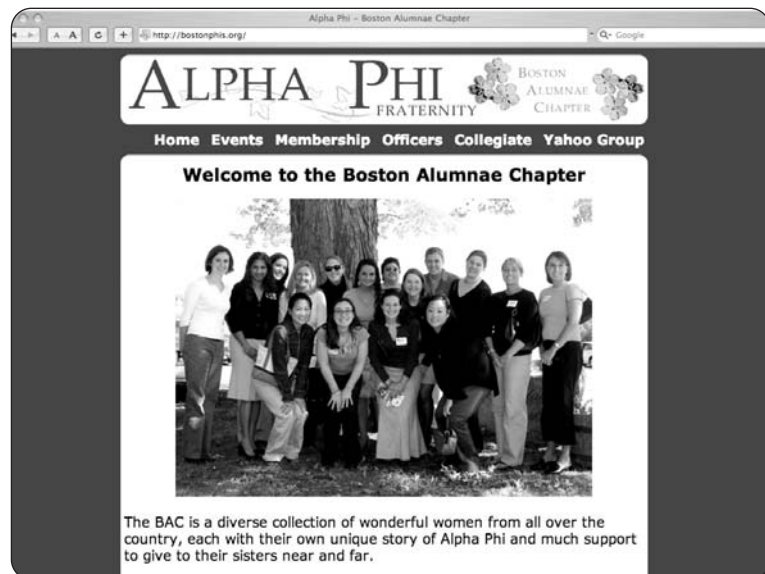 Alpha Phi – Boston Alumnae Chapter
A A + http://bostonphis.org/ Q Google
ALPHA PHI
FRATERNITY
BOSTON
ALUMNAE
CHAPTER
Home Events Membership Officers Collegiate Yahoo Group
Welcome to the Boston Alumnae Chapter
The BAC is a diverse collection of wonderful women from all over the
country, each with their own unique story of Alpha Phi and much support
to give to their sisters near and far.